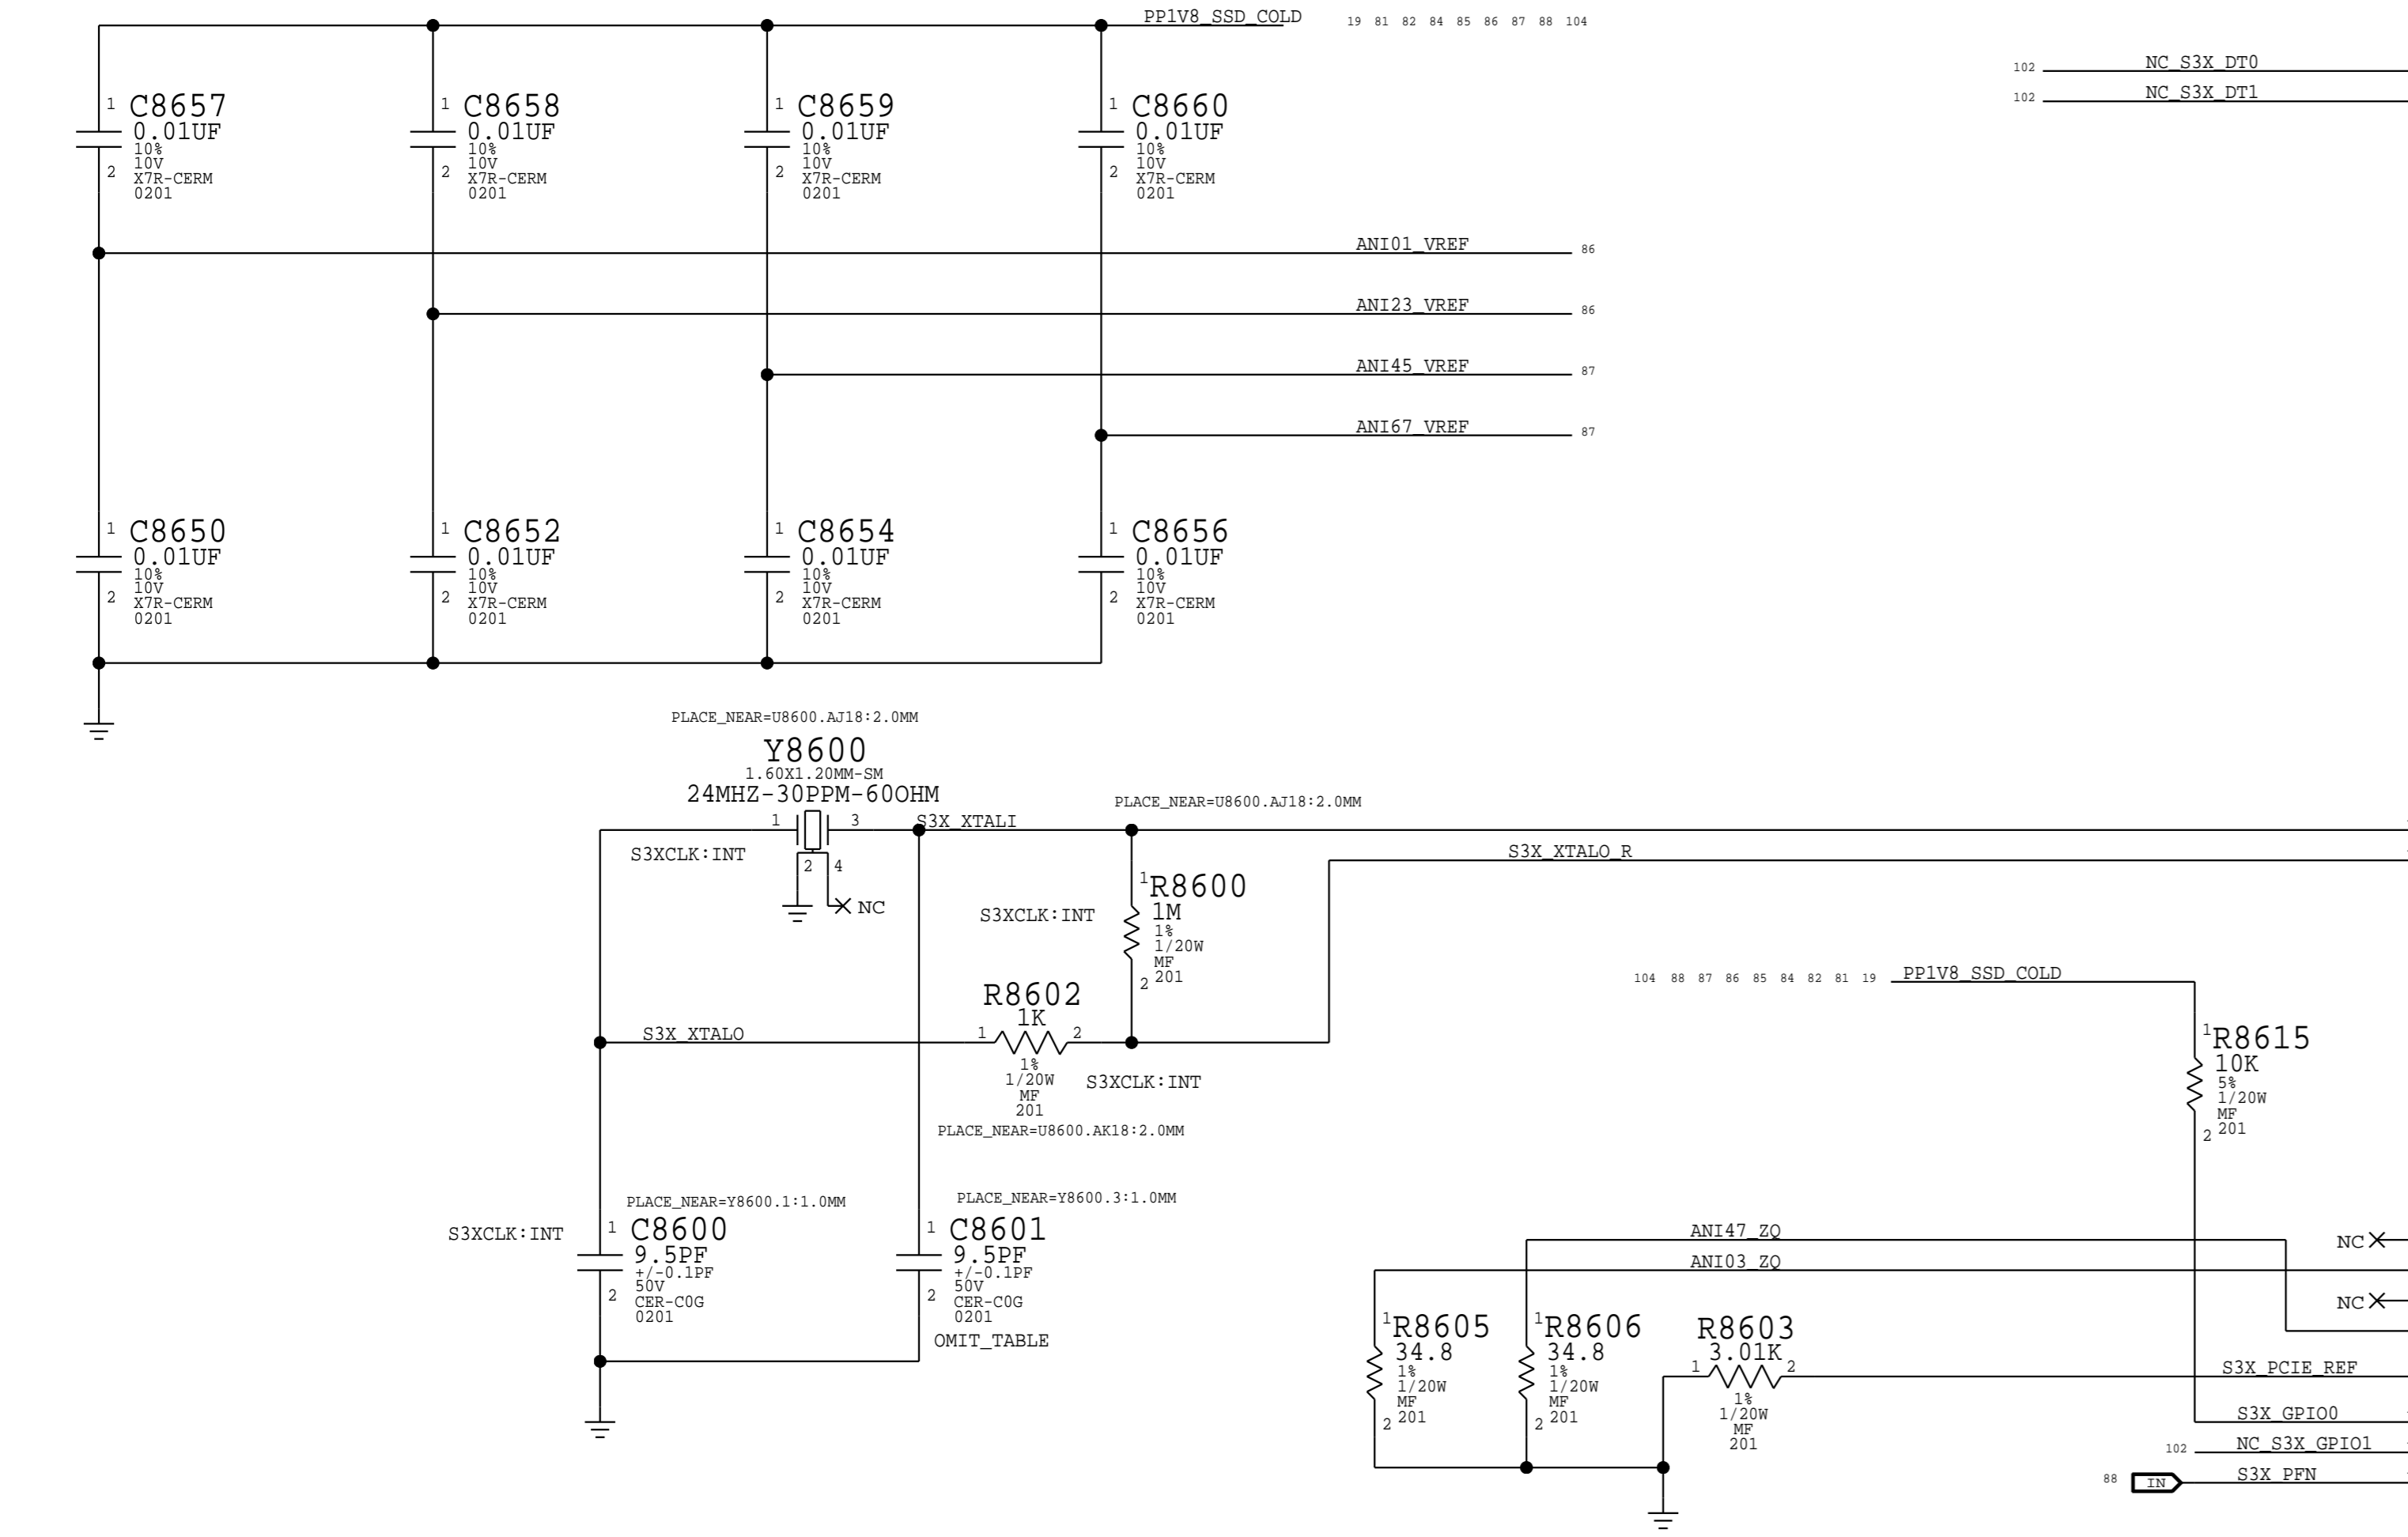 PP1V8_SSD_COLD 19 81 82 84 85 86 87 88 104
102 NC_S3X_DT0
102 NC_S3X_DT1
1 C8657
0.01UF
10%
10V
2 X7R-CERM
0201
1 C8658
0.01UF
10%
10V
2 X7R-CERM
0201
1 C8659
0.01UF
10%
10V
2 X7R-CERM
0201
1 C8660
0.01UF
10%
10V
2 X7R-CERM
0201
ANI01_VREF 86
ANI23_VREF 86
ANI45_VREF 87
ANI67_VREF 87
1 C8650
0.01UF
10%
10V
2 X7R-CERM
0201
1 C8652
0.01UF
10%
10V
2 X7R-CERM
0201
1 C8654
0.01UF
10%
10V
2 X7R-CERM
0201
1 C8656
0.01UF
10%
10V
2 X7R-CERM
0201
PLACE_NEAR=U8600.AJ18:2.0MM
Y8600
1.60X1.20MM-SM
24MHZ-30PPM-60OHM
1 3 S3X_XTALI
PLACE_NEAR=U8600.AJ18:2.0MM
S3XCLK:INT
2 4
NC
S3X_XTALO_R
1 R8600
S3XCLK:INT 1M
1%
1/20W
MF
2 201
R8602
1K
S3X_XTALO 1 2
1%
1/20W
MF
201
S3XCLK:INT
PLACE_NEAR=U8600.AK18:2.0MM
104 88 87 86 85 84 82 81 19 PP1V8_SSD_COLD
1 R8615
10K
5%
1/20W
MF
2 201
PLACE_NEAR=Y8600.1:1.0MM
S3XCLK:INT 1 C8600
9.5PF
+/-0.1PF
50V
2 CER-C0G
0201
PLACE_NEAR=Y8600.3:1.0MM
1 C8601
9.5PF
+/-0.1PF
50V
2 CER-C0G
0201
OMIT_TABLE
ANI47_ZQ
NC
ANI03_ZQ
NC
1 R8605
34.8
1%
1/20W
MF
2 201
1 R8606
34.8
1%
1/20W
MF
2 201
R8603
3.01K
1 2
1%
1/20W
MF
201
S3X_PCIE_REF
S3X_GPIO0
102 NC_S3X_GPIO1
88 IN S3X_PFN